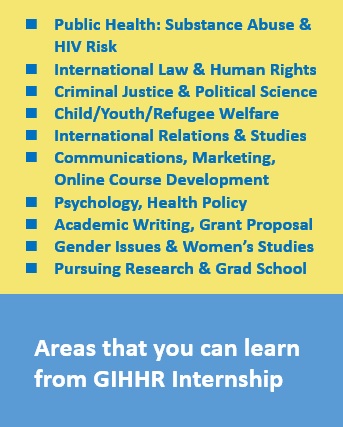 ■ Public Health: Substance Abuse &
HIV Risk
■ International Law & Human Rights
■ Criminal Justice & Political Science
■ Child/Youth/Refugee Welfare
■ International Relations & Studies
■ Communications, Marketing,
Online Course Development
■ Psychology, Health Policy
■ Academic Writing, Grant Proposal
■ Gender Issues & Women's Studies
■ Pursuing Research & Grad School
Areas that you can learn
from GIHHR Internship